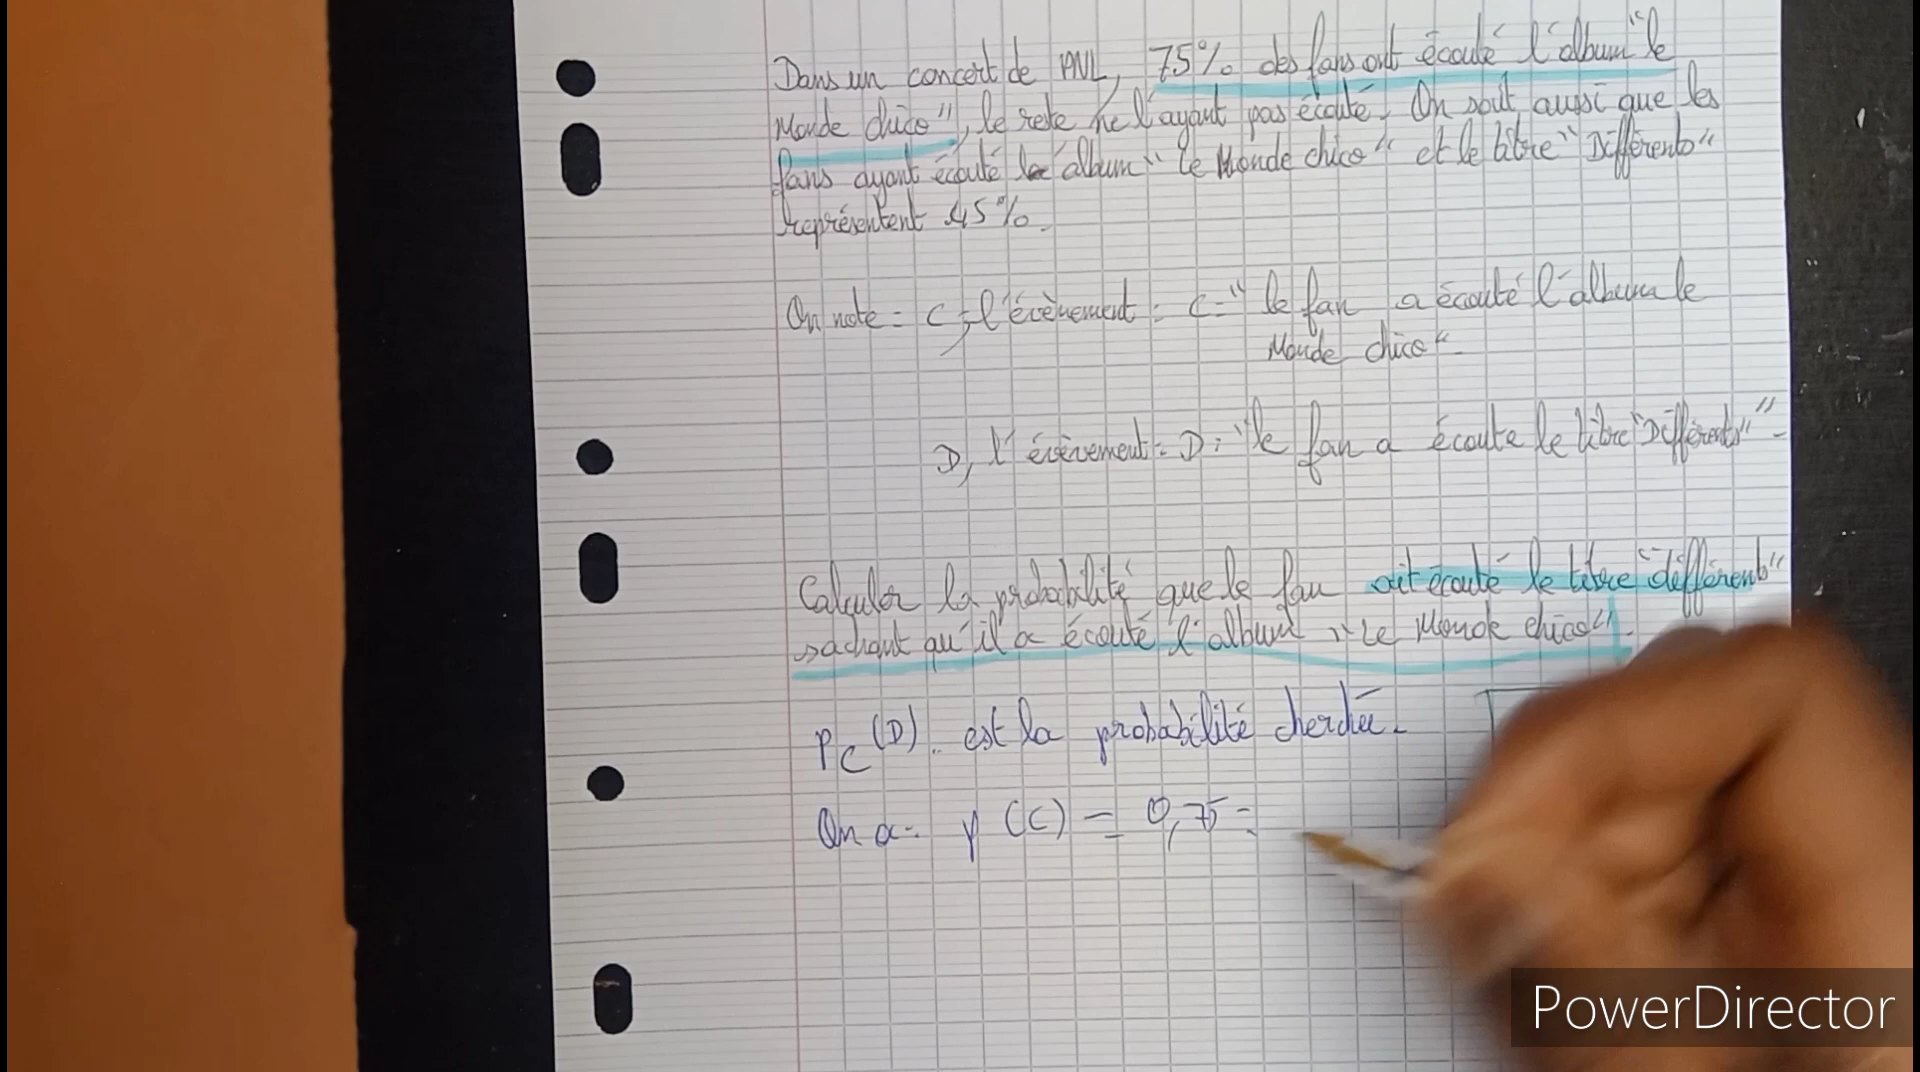 Dans un concert de PNL, 75% des fans ont écouté l'album "le
Monde chico", le reste ne l'ayant pas écouté. On sait aussi que les
fans ayant écouté le album "le Monde chico" et le titre "Différents"
représentent 45%.
On note : C, l'évènement : C = "le fan a écouté l'album le
Monde chico".
D, l'évènement : D : "le fan a écouté le titre "Différents"".
Calculer la probabilité que le fan ait écouté le titre "différents"
sachant qu'il a écouté l'album "Le Monde chico".
Pc(D) est la probabilité cherchée.
On a : p(C) = 0,75 =
PowerDirector